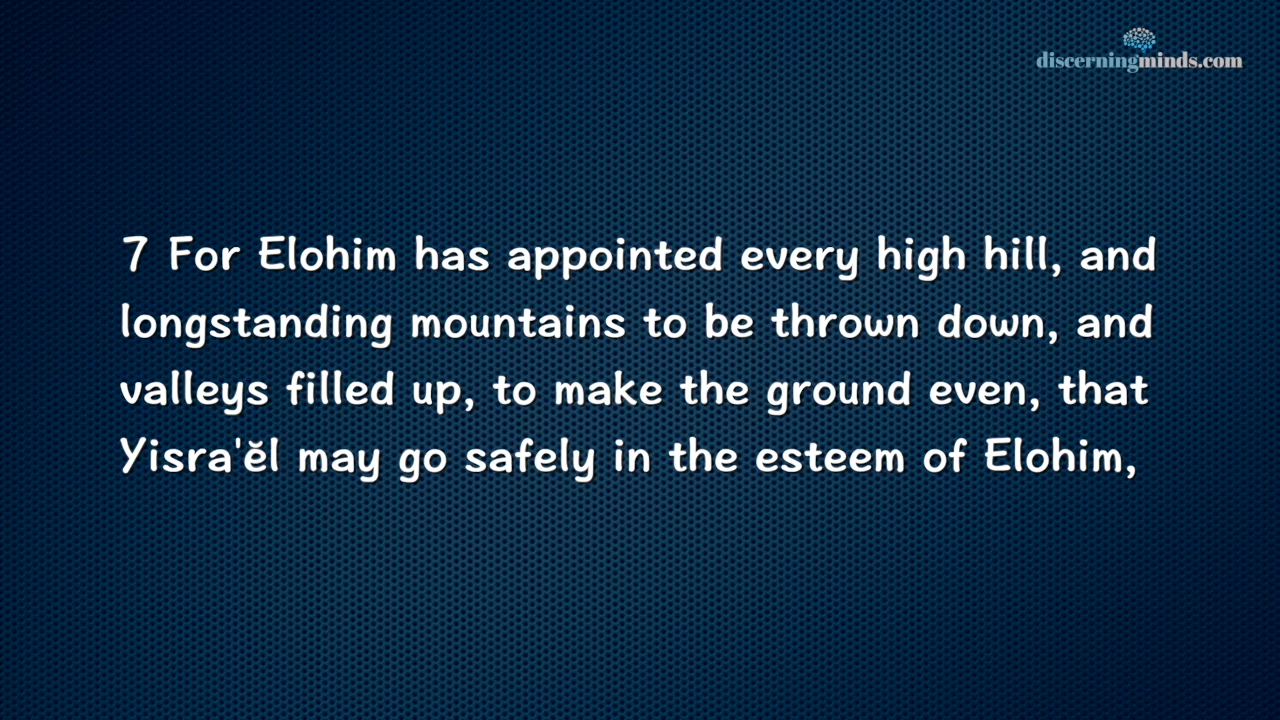 discerningminds.com
7 For Elohim has appointed every high hill, and
longstanding mountains to be thrown down, and
valleys filled up, to make the ground even, that
Yisra'ĕl may go safely in the esteem of Elohim,